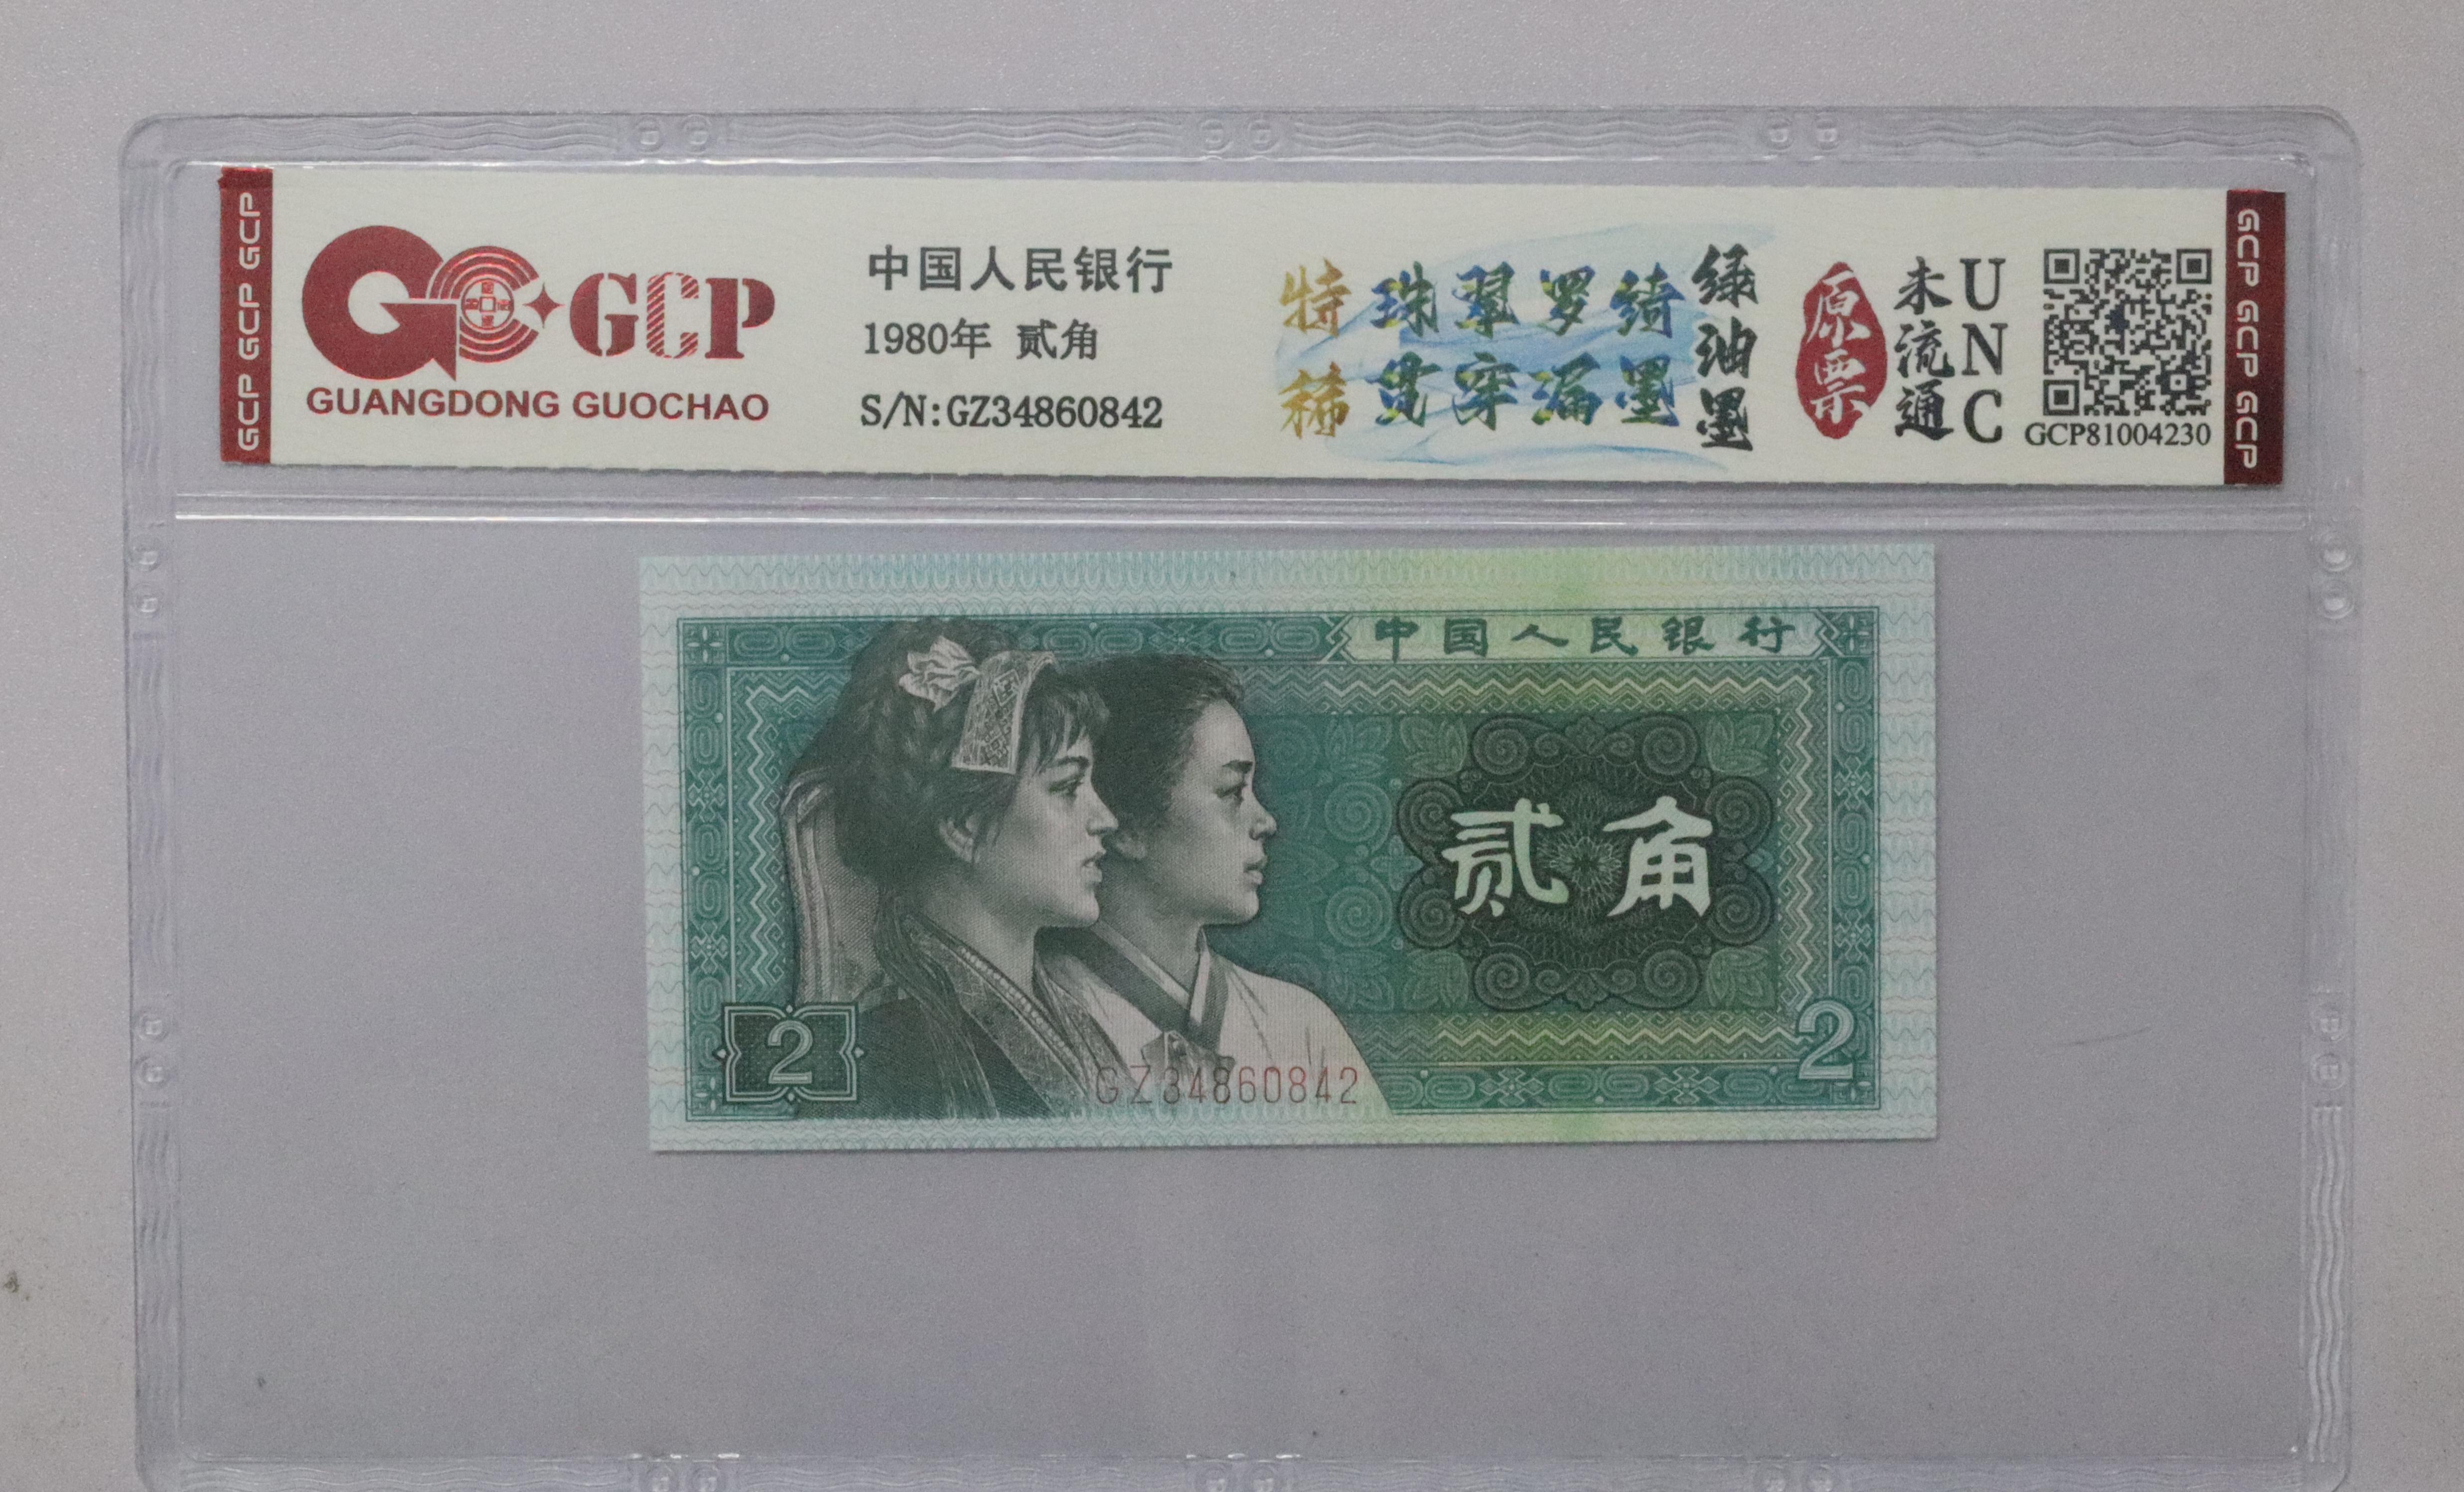 GCP GCP GCP
GCP
GUANGDONG GUOCHAO
中国人民银行
1980年 贰角
S/N:GZ34860842
特稀
珠翠罗绮
贯穿漏墨
绿油墨
原票
未流通
UNC
GCP81004230
GCP GCP GCP
中国人民银行
贰角
2
2
GZ34860842